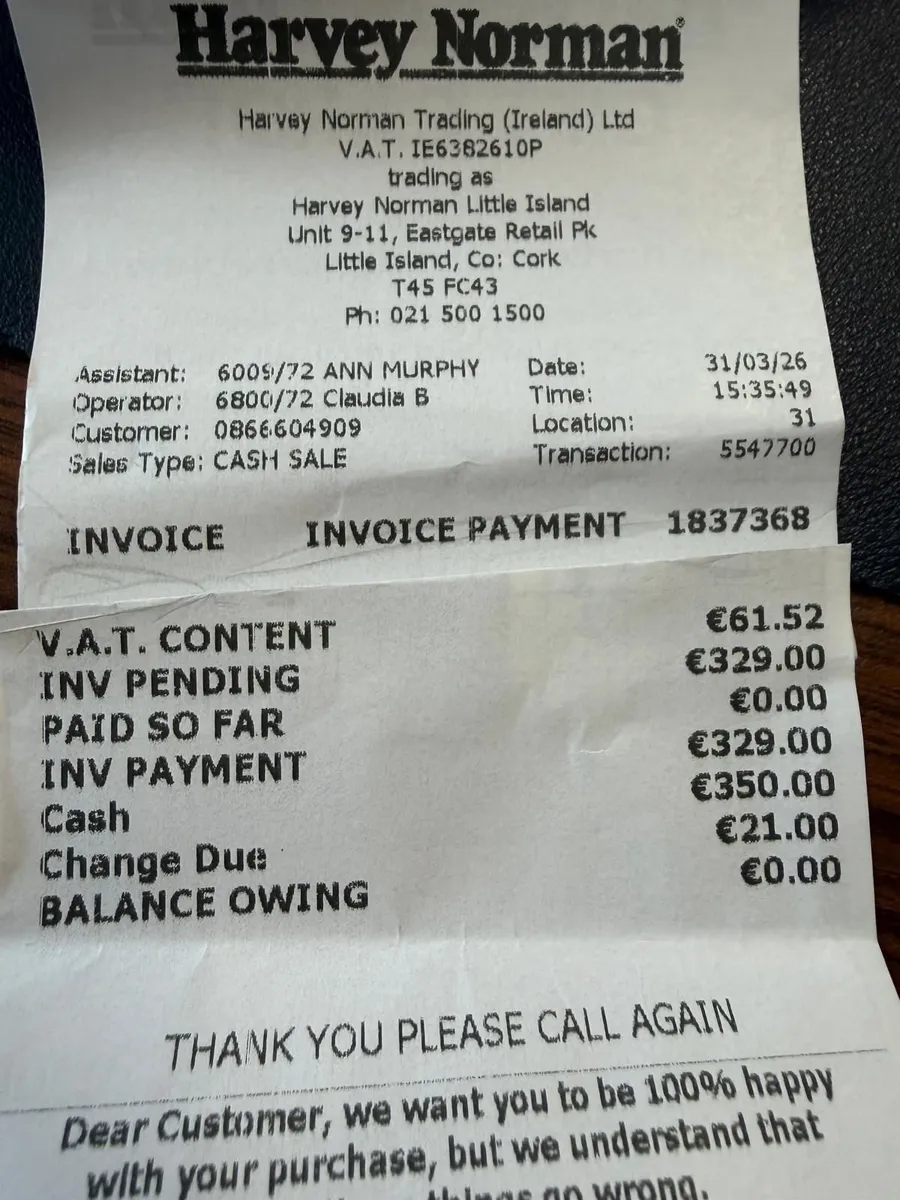 Harvey Norman®
Harvey Norman Trading (Ireland) Ltd
V.A.T. IE6382610P
trading as
Harvey Norman Little Island
Unit 9-11, Eastgate Retail Pk
Little Island, Co: Cork
T45 FC43
Ph: 021 500 1500
Assistant: 6009/72 ANN MURPHY Date: 31/03/26
Operator: 6800/72 Claudia B Time: 15:35:49
Customer: 0866604909 Location: 31
Sales Type: CASH SALE Transaction: 5547700
INVOICE INVOICE PAYMENT 1837368
V.A.T. CONTENT €61.52
INV PENDING €329.00
PAID SO FAR €0.00
INV PAYMENT €329.00
Cash €350.00
Change Due €21.00
BALANCE OWING €0.00
THANK YOU PLEASE CALL AGAIN
Dear Customer, we want you to be 100% happy
with your purchase, but we understand that
things go wrong.